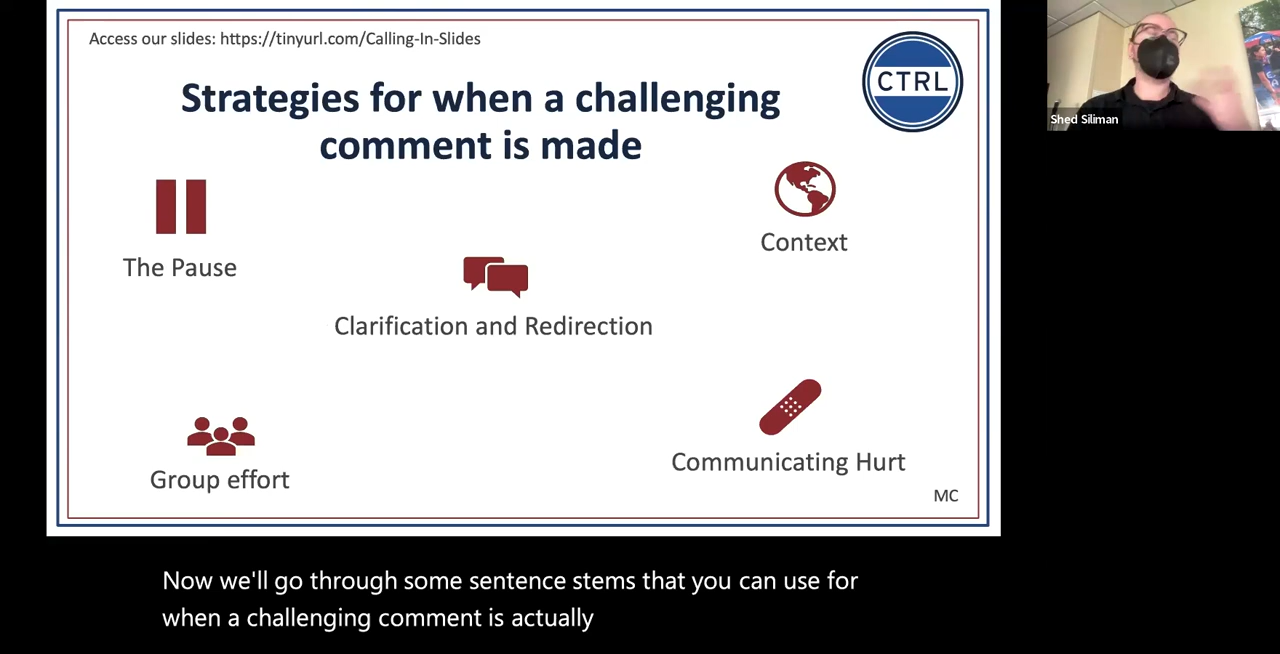 Access our slides: https://tinyurl.com/Calling-In-Slides
CTRL
Strategies for when a challenging
comment is made
The Pause
Context
Clarification and Redirection
Group effort
Communicating Hurt
MC
Shed Siliman
Now we'll go through some sentence stems that you can use for
when a challenging comment is actually